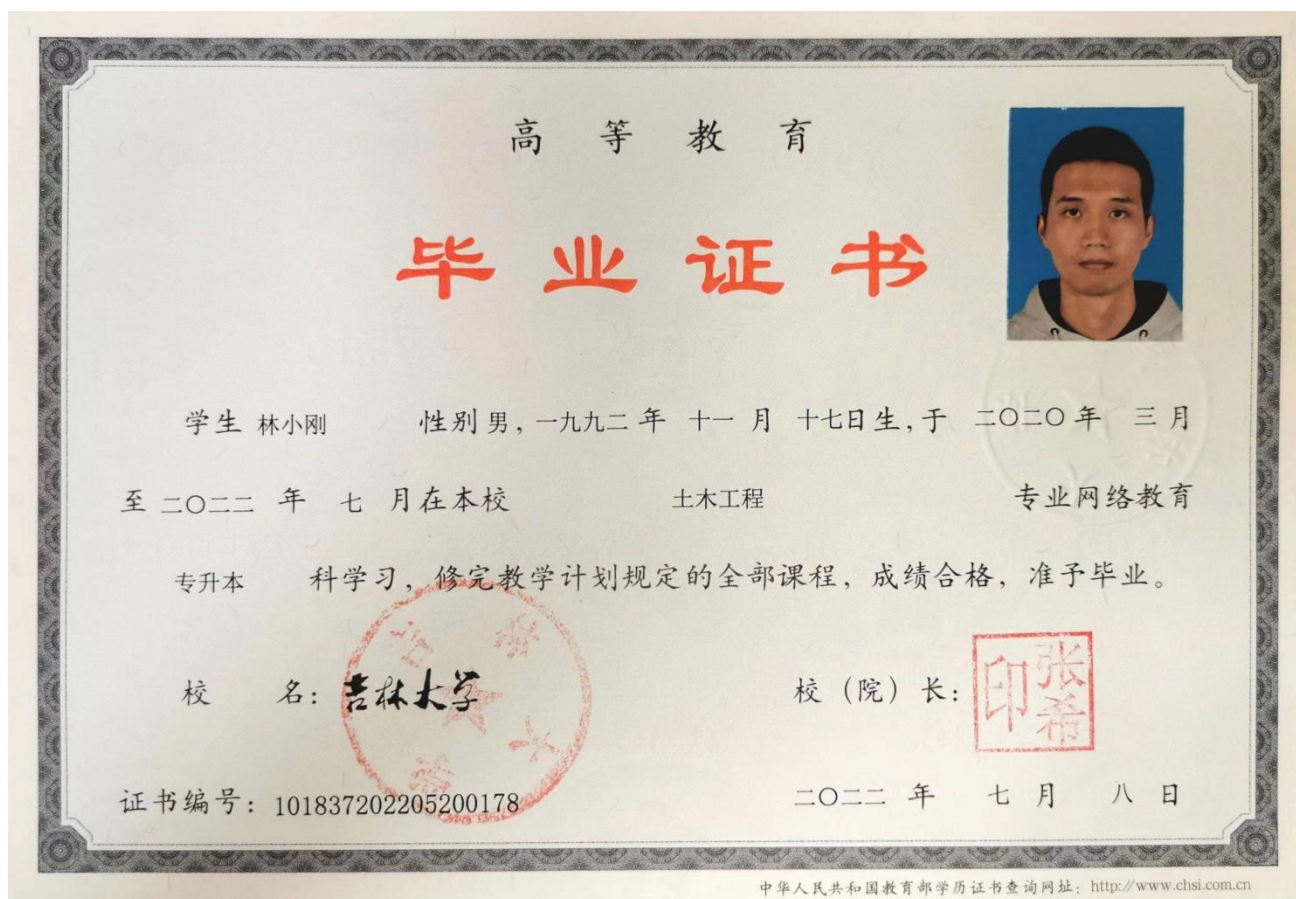 高等教育
毕业证书
学生 林小刚 性别 男，一九九二 年 十一 月 十七日生，于 二〇二〇 年 三 月
至 二〇二二 年 七 月在本校 土木工程 专业网络教育
专升本 科学习，修完教学计划规定的全部课程，成绩合格，准予毕业。
校 名：吉林大学
吉林大学
校（院）长：
张希印
证书编号：101837202205200178
二〇二二 年 七 月 八 日
中华人民共和国教育部学历证书查询网址：http://www.chsi.com.cn